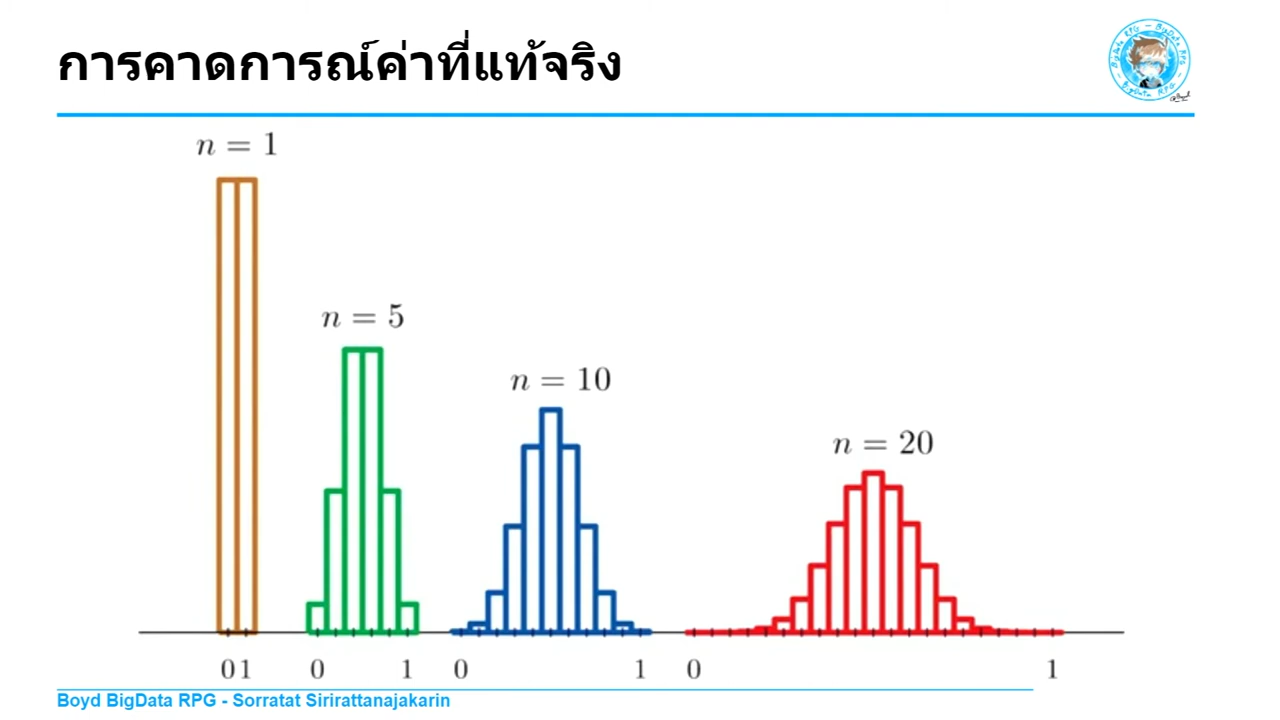 การคาดการณ์ค่าที่แท้จริง
n = 1
n = 5
n = 10
n = 20
01 0 1 0 1 0 1
Boyd BigData RPG - Sorratat Sirirattanajakarin